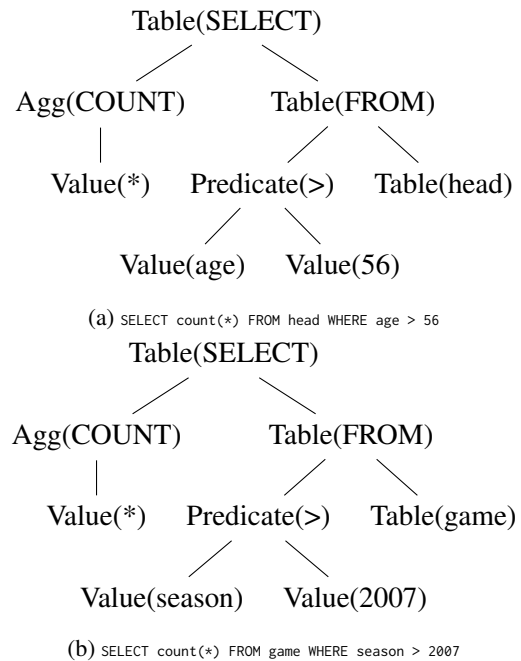 Table(SELECT)
Agg(COUNT) Table(FROM)
Value(*) Predicate(>) Table(head)
Value(age) Value(56)
(a) SELECT count(*) FROM head WHERE age > 56
Table(SELECT)
Agg(COUNT) Table(FROM)
Value(*) Predicate(>) Table(game)
Value(season) Value(2007)
(b) SELECT count(*) FROM game WHERE season > 2007